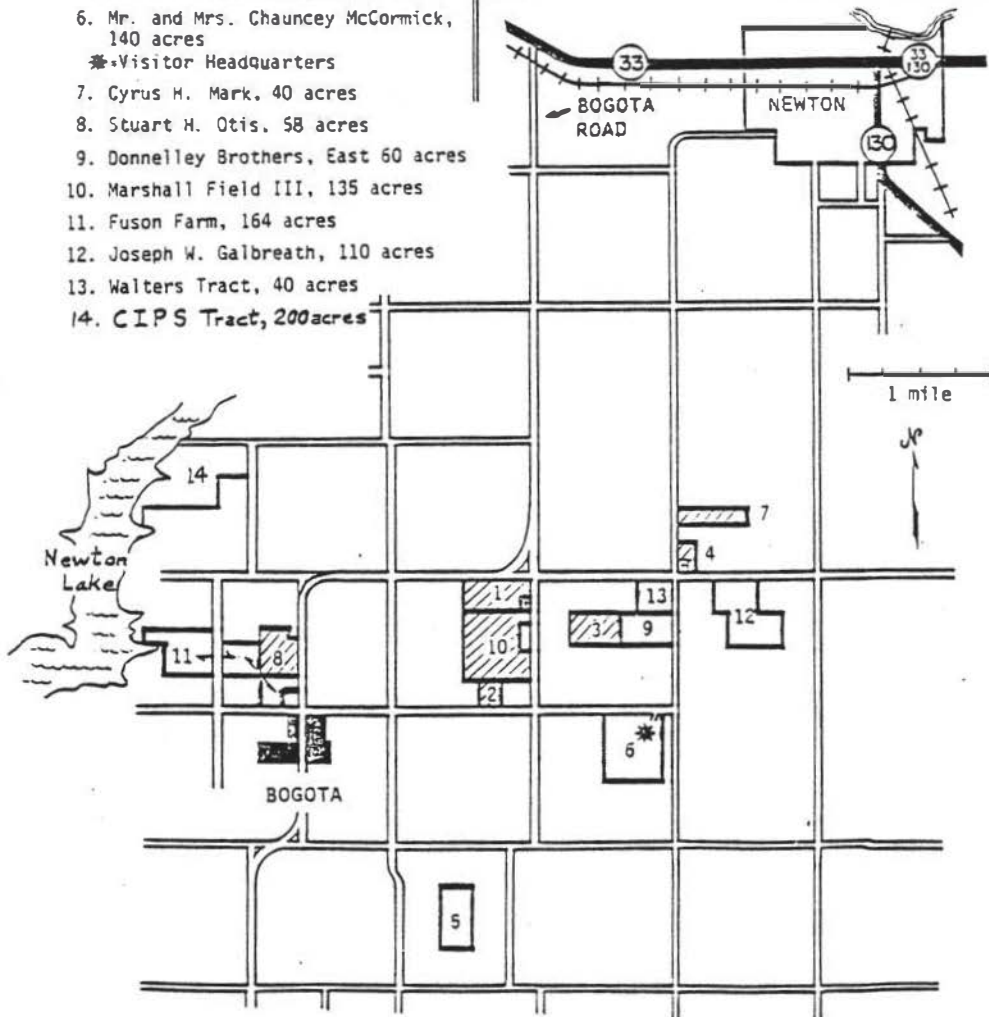 6. Mr. and Mrs. Chauncey McCormick,
140 acres
*=Visitor Headquarters
7. Cyrus H. Mark, 40 acres
8. Stuart H. Otis, 58 acres
9. Donnelley Brothers, East 60 acres
10. Marshall Field III, 135 acres
11. Fuson Farm, 164 acres
12. Joseph W. Galbreath, 110 acres
13. Walters Tract, 40 acres
14. CIPS Tract, 200acres
33
33
130
BOGOTA
ROAD
NEWTON
130
1 mile
N
14
7
4
Newton
Lake
1
13
12
10
3
9
11
8
2
6
BOGOTA
5